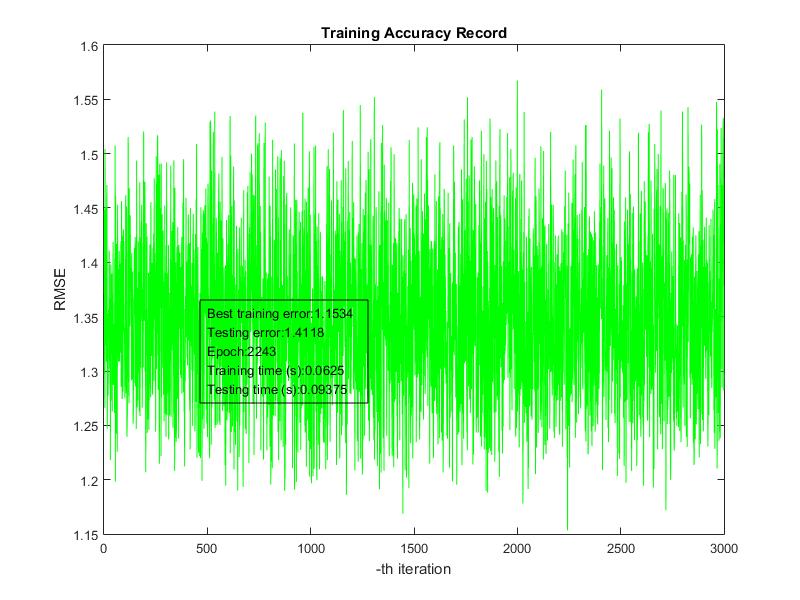 Training Accuracy Record
1.6
1.55
1.5
1.45
1.4
1.35
1.3
1.25
1.2
1.15
RMSE
Best training error:1.1534
Testing error:1.4118
Epoch:2243
Training time (s):0.0625
Testing time (s):0.09375
0 500 1000 1500 2000 2500 3000
-th iteration